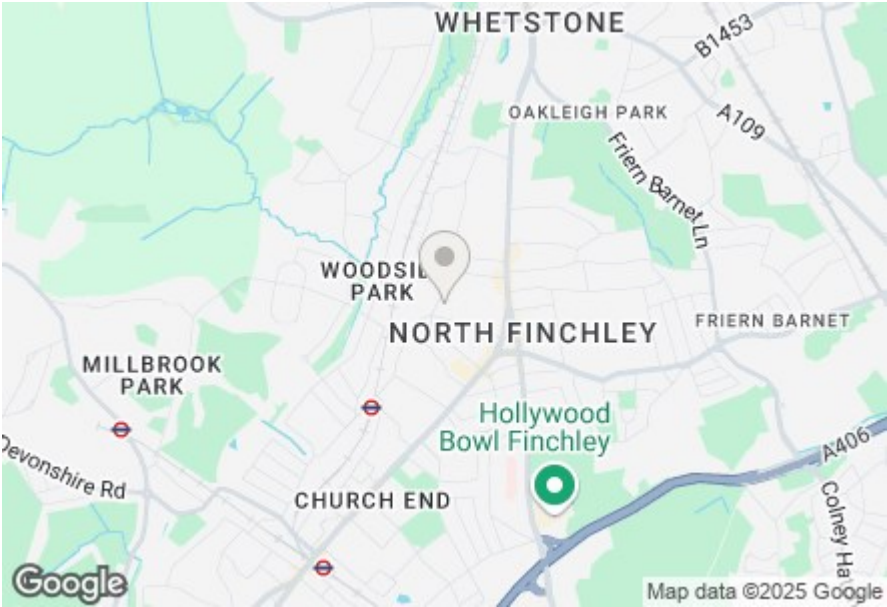 WHETSTONE
B1453
OAKLEIGH PARK
A109
Friern Barnet Ln
WOODSIDE
PARK
NORTH FINCHLEY
FRIERN BARNET
MILLBROOK
PARK
Hollywood
Bowl Finchley
A406
Devonshire Rd
CHURCH END
Colney Ha
Google
Map data ©2025 Google